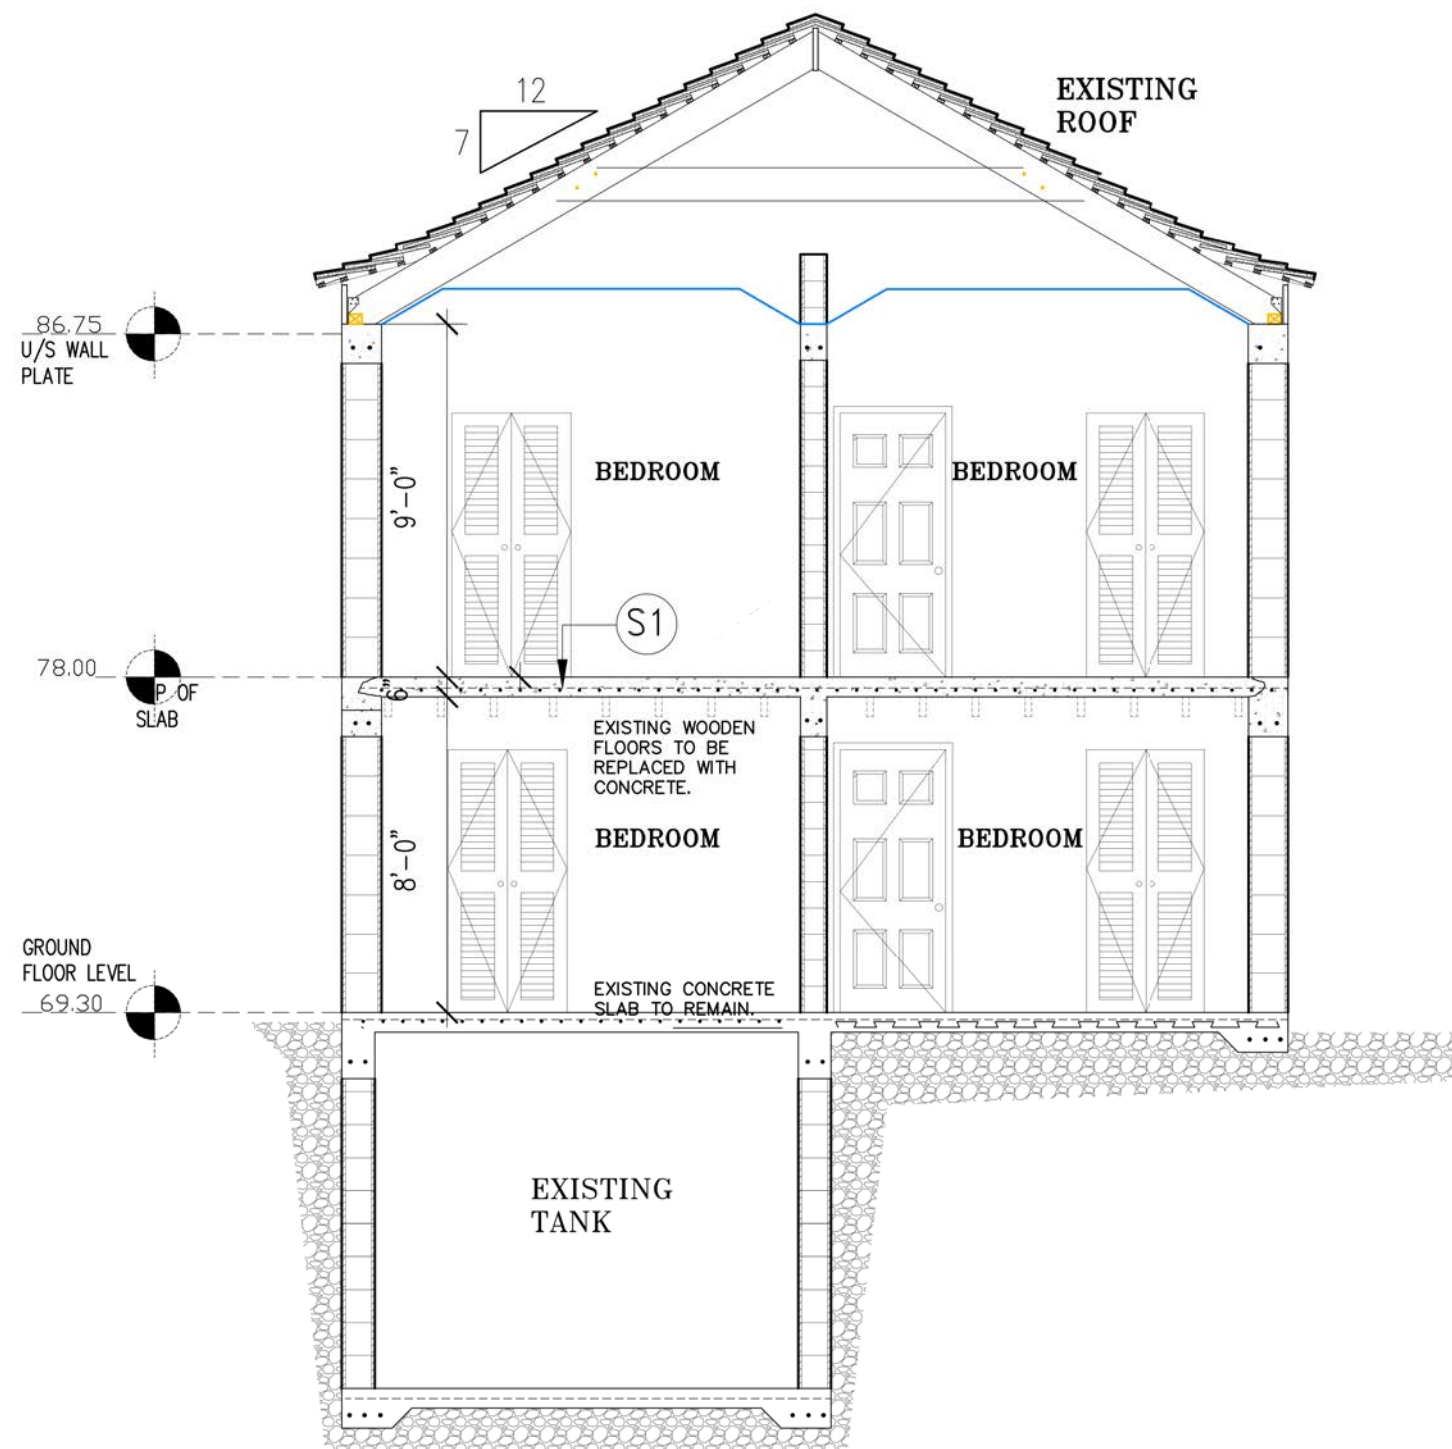 12
7
EXISTING
ROOF
86.75
U/S WALL
PLATE
9'-0"
BEDROOM
BEDROOM
S1
78.00
P OF
SLAB
6"
EXISTING WOODEN
FLOORS TO BE
REPLACED WITH
CONCRETE.
8'-0"
BEDROOM
BEDROOM
GROUND
FLOOR LEVEL
69.30
EXISTING CONCRETE
SLAB TO REMAIN.
EXISTING
TANK